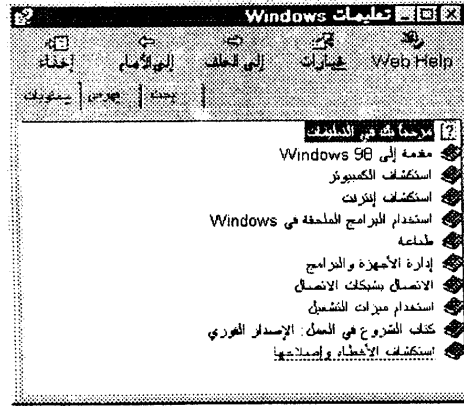 تعليمات Windows
إخفاء إلى الأمام إلى الخلف خيارات Web Help
محتويات فهرس بحث
مرحباً بك في التعليمات
مقدمة إلى Windows 98
استكشاف الكمبيوتر
استكشاف إنترنت
استخدام البرامج الملحقة في Windows
طباعة
إدارة الأجهزة والبرامج
الاتصال بشبكات الاتصال
استخدام ميزات التشغيل
كتاب الشروع في العمل: الإصدار الفوري
استكشاف الأخطاء وإصلاحها